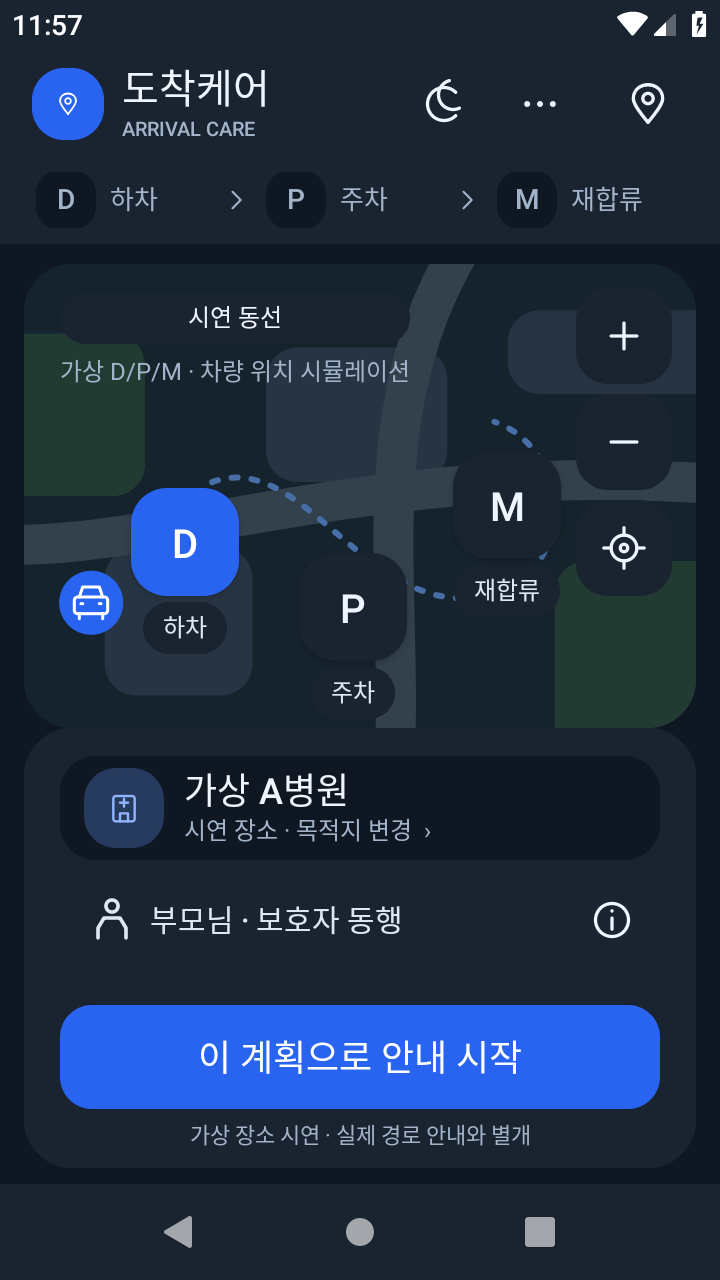 11:57
도착케어
ARRIVAL CARE
D 하차 > P 주차 > M 재합류
시연 동선
가상 D/P/M · 차량 위치 시뮬레이션
M
재합류
D
하차
P
주차
가상 A병원
시연 장소 · 목적지 변경 ›
부모님 · 보호자 동행
이 계획으로 안내 시작
가상 장소 시연 · 실제 경로 안내와 별개